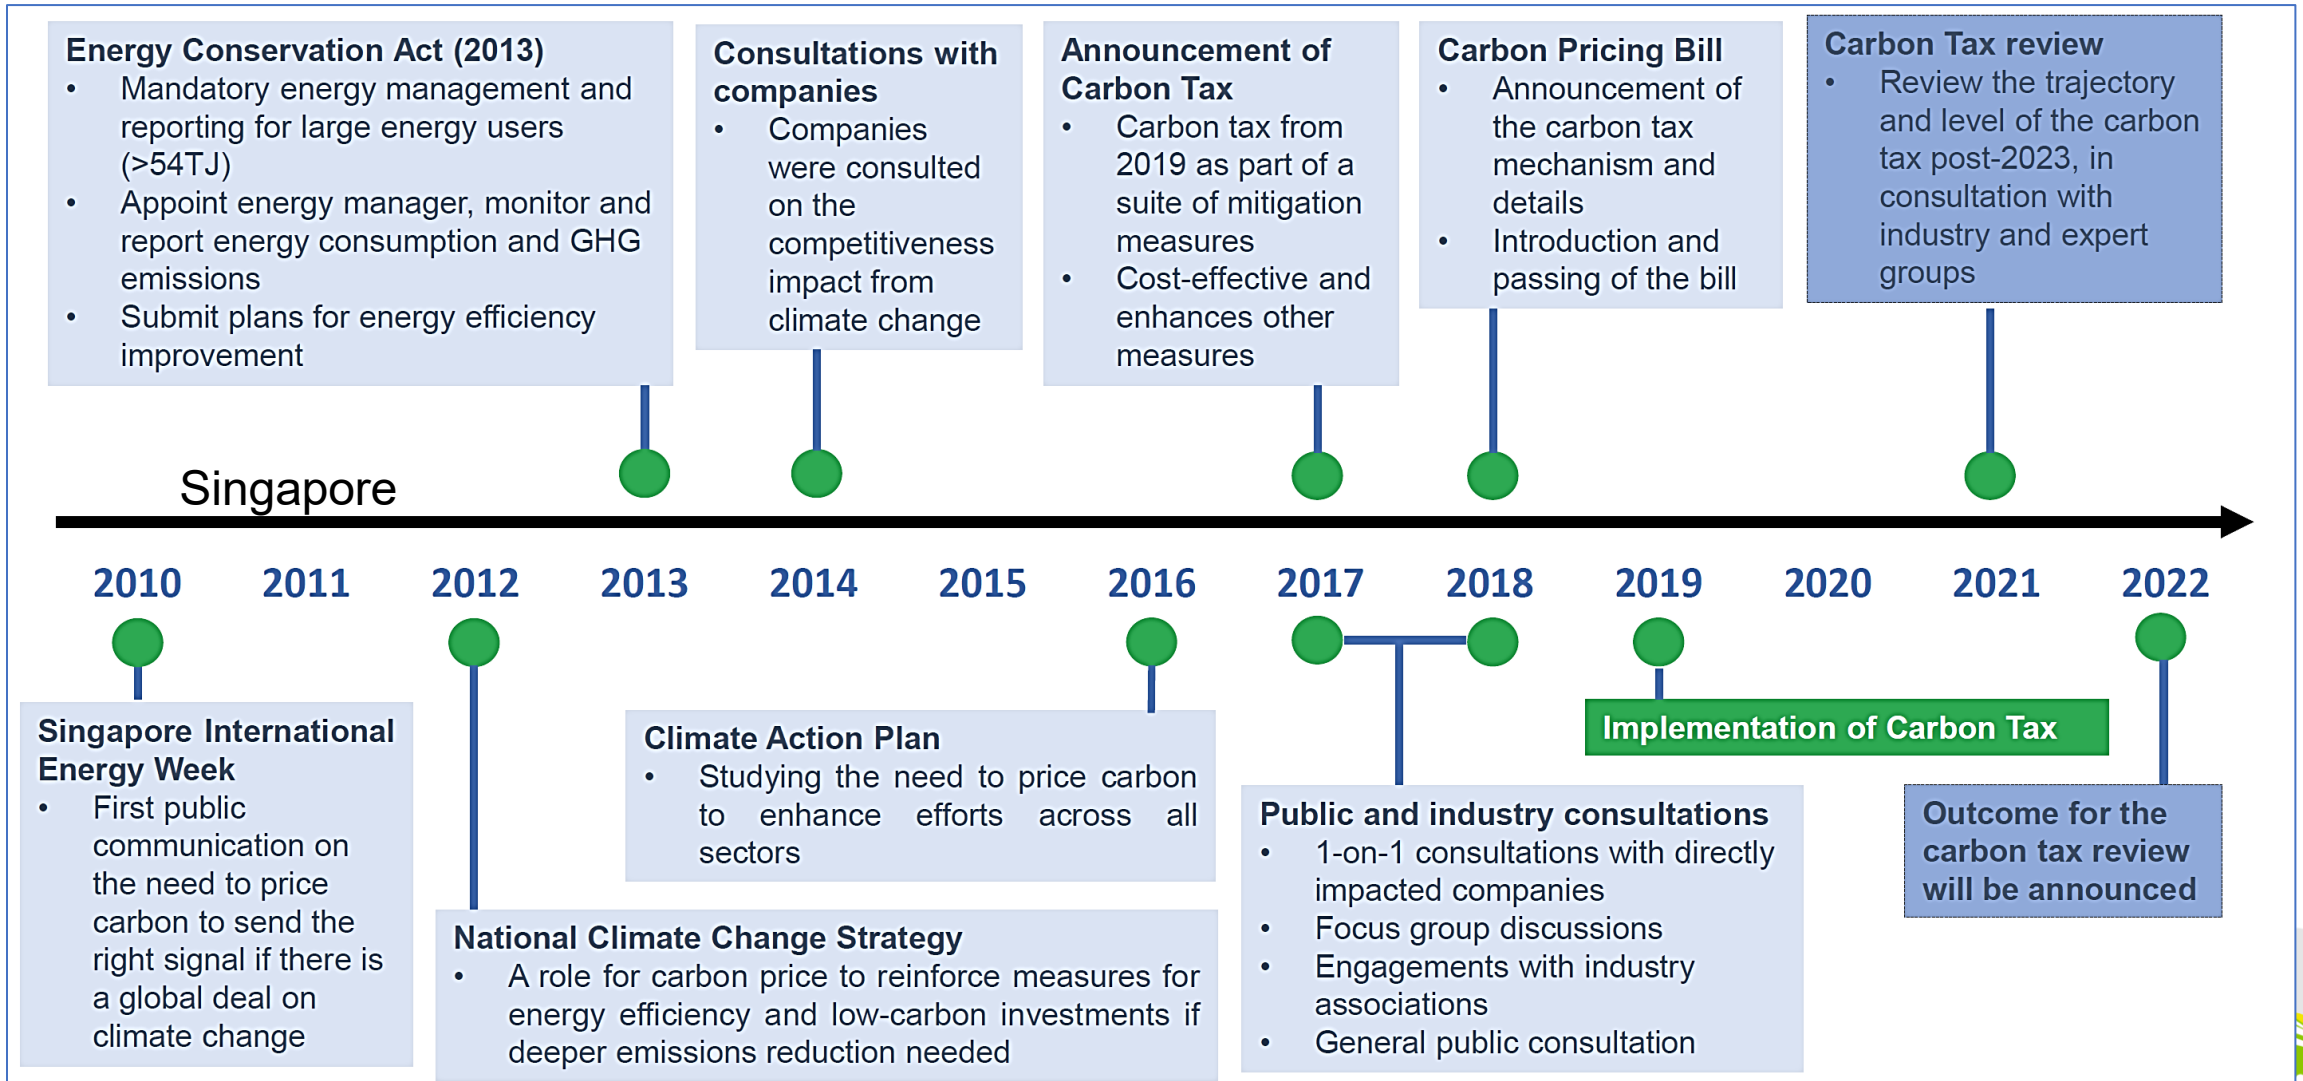 Energy Conservation Act (2013)
• Mandatory energy management and
reporting for large energy users
(>54TJ)
• Appoint energy manager, monitor and
report energy consumption and GHG
emissions
• Submit plans for energy efficiency
improvement
Consultations with
companies
• Companies
were consulted
on the
competitiveness
impact from
climate change
Announcement of
Carbon Tax
• Carbon tax from
2019 as part of a
suite of mitigation
measures
• Cost-effective and
enhances other
measures
Carbon Pricing Bill
• Announcement of
the carbon tax
mechanism and
details
• Introduction and
passing of the bill
Carbon Tax review
• Review the trajectory
and level of the carbon
tax post-2023, in
consultation with
industry and expert
groups
Singapore
2010 2011 2012 2013 2014 2015 2016 2017 2018 2019 2020 2021 2022
Singapore International
Energy Week
• First public
communication on
the need to price
carbon to send the
right signal if there is
a global deal on
climate change
National Climate Change Strategy
• A role for carbon price to reinforce measures for
energy efficiency and low-carbon investments if
deeper emissions reduction needed
Climate Action Plan
• Studying the need to price carbon
to enhance efforts across all
sectors
Public and industry consultations
• 1-on-1 consultations with directly
impacted companies
• Focus group discussions
• Engagements with industry
associations
• General public consultation
Implementation of Carbon Tax
Outcome for the
carbon tax review
will be announced